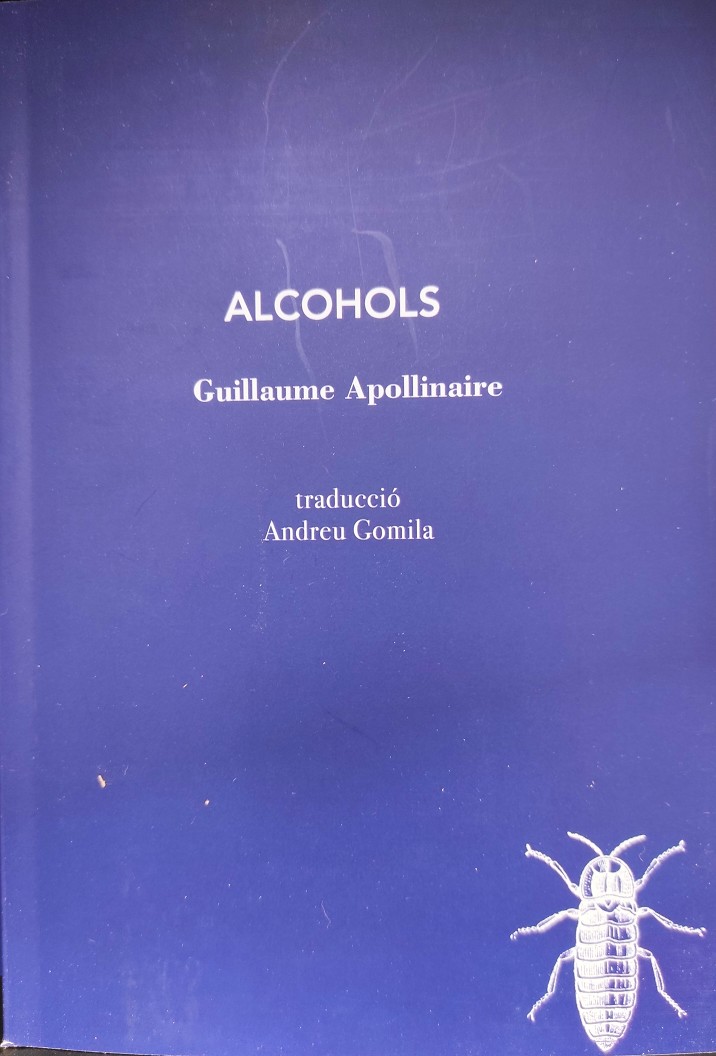 ALCOHOLS
Guillaume Apollinaire
traducció
Andreu Gomila